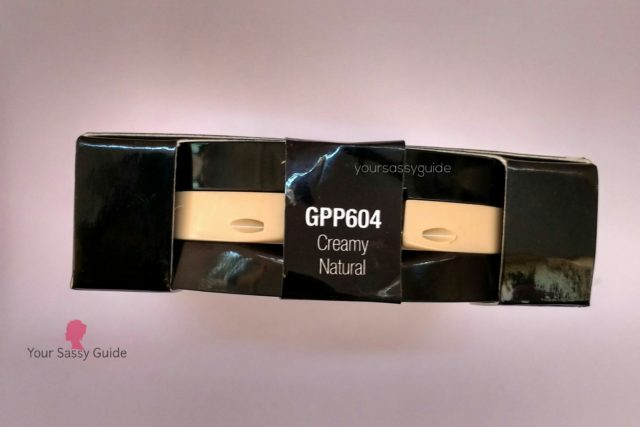 yoursassyguide
GPP604
Creamy
Natural
Your Sassy Guide